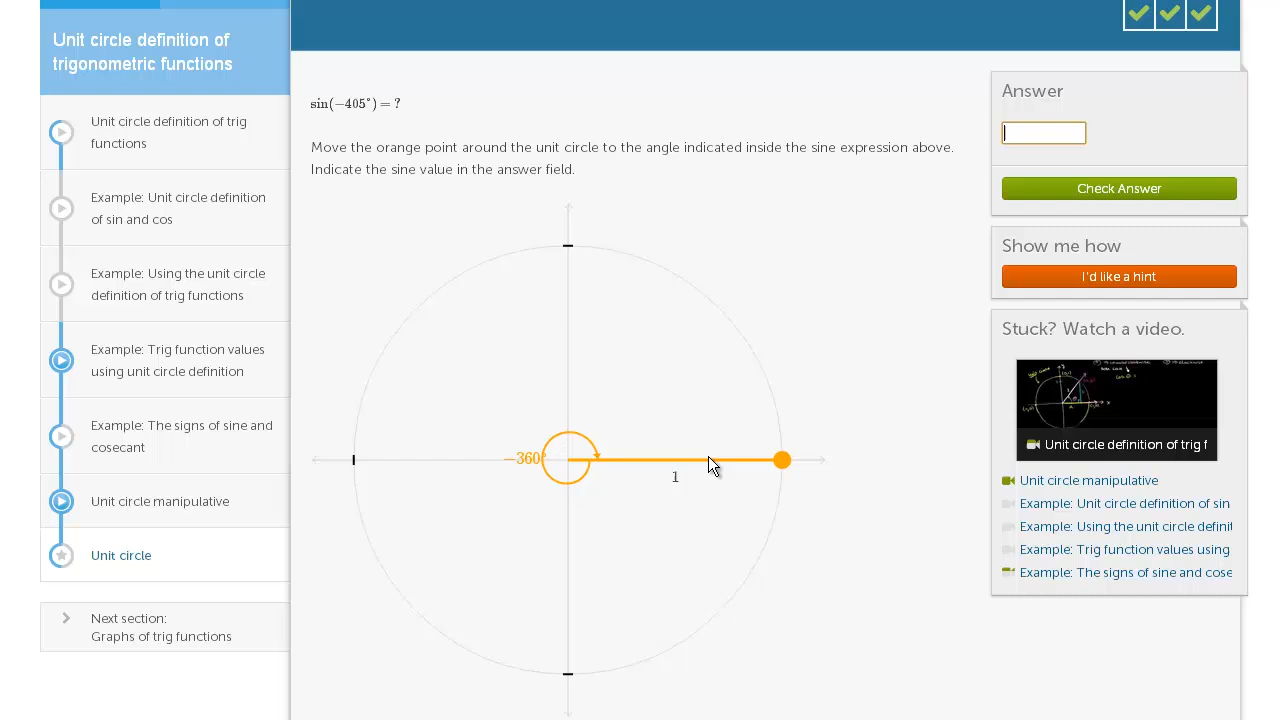 Unit circle definition of
trigonometric functions
Unit circle definition of trig
functions
Example: Unit circle definition
of sin and cos
Example: Using the unit circle
definition of trig functions
Example: Trig function values
using unit circle definition
Example: The signs of sine and
cosecant
Unit circle manipulative
Unit circle
Next section:
Graphs of trig functions
sin(−405°) = ?
Move the orange point around the unit circle to the angle indicated inside the sine expression above.
Indicate the sine value in the answer field.
−360°
1
Answer
Check Answer
Show me how
I'd like a hint
Stuck? Watch a video.
Unit circle definition of trig f
Unit circle manipulative
Example: Unit circle definition of sin
Example: Using the unit circle definit
Example: Trig function values using
Example: The signs of sine and cose